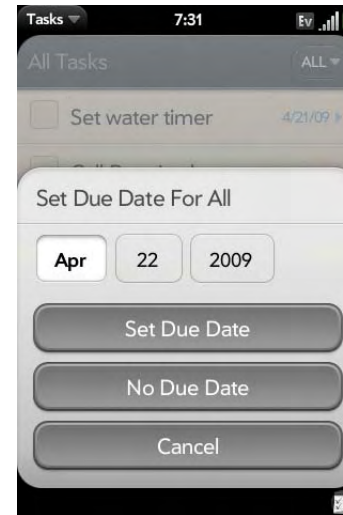 Tasks 7:31 Ev
All Tasks ALL
Set water timer 4/21/09
Set Due Date For All
Apr 22 2009
Set Due Date
No Due Date
Cancel